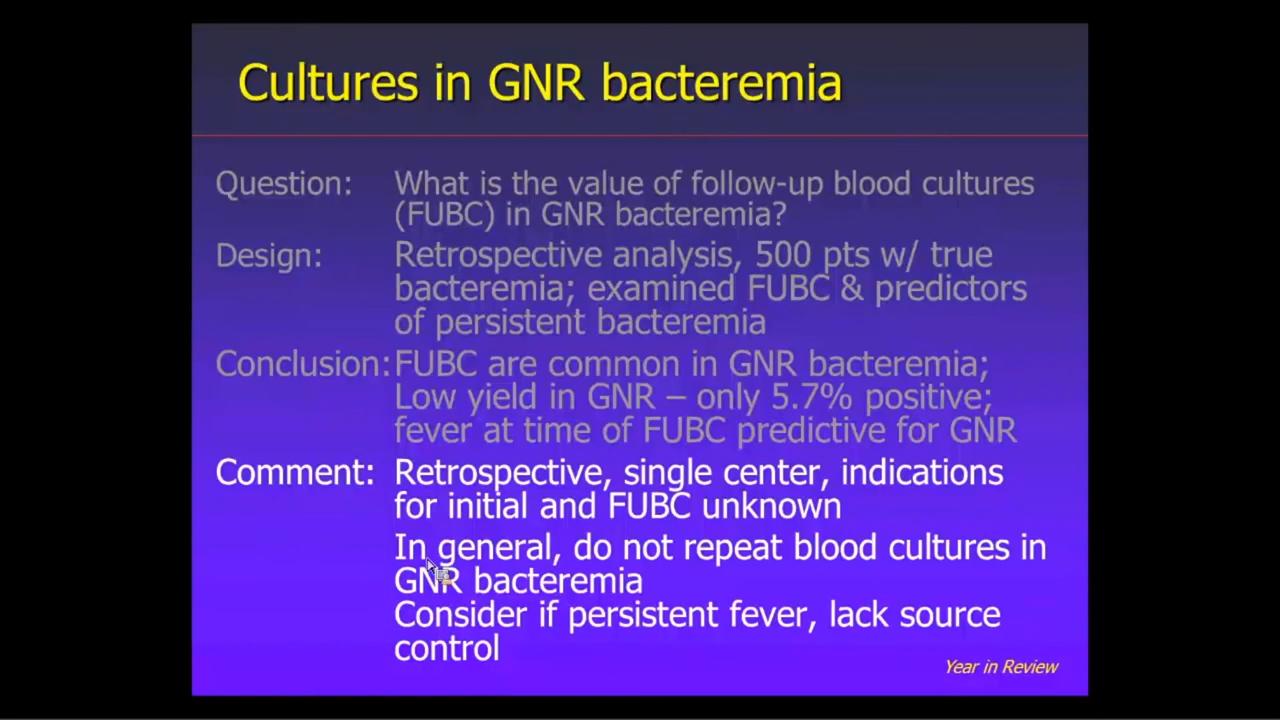 Cultures in GNR bacteremia
Question: What is the value of follow-up blood cultures
(FUBC) in GNR bacteremia?
Design: Retrospective analysis, 500 pts w/ true
bacteremia; examined FUBC & predictors
of persistent bacteremia
Conclusion: FUBC are common in GNR bacteremia;
Low yield in GNR – only 5.7% positive;
fever at time of FUBC predictive for GNR
Comment: Retrospective, single center, indications
for initial and FUBC unknown
In general, do not repeat blood cultures in
GNR bacteremia
Consider if persistent fever, lack source
control
Year in Review